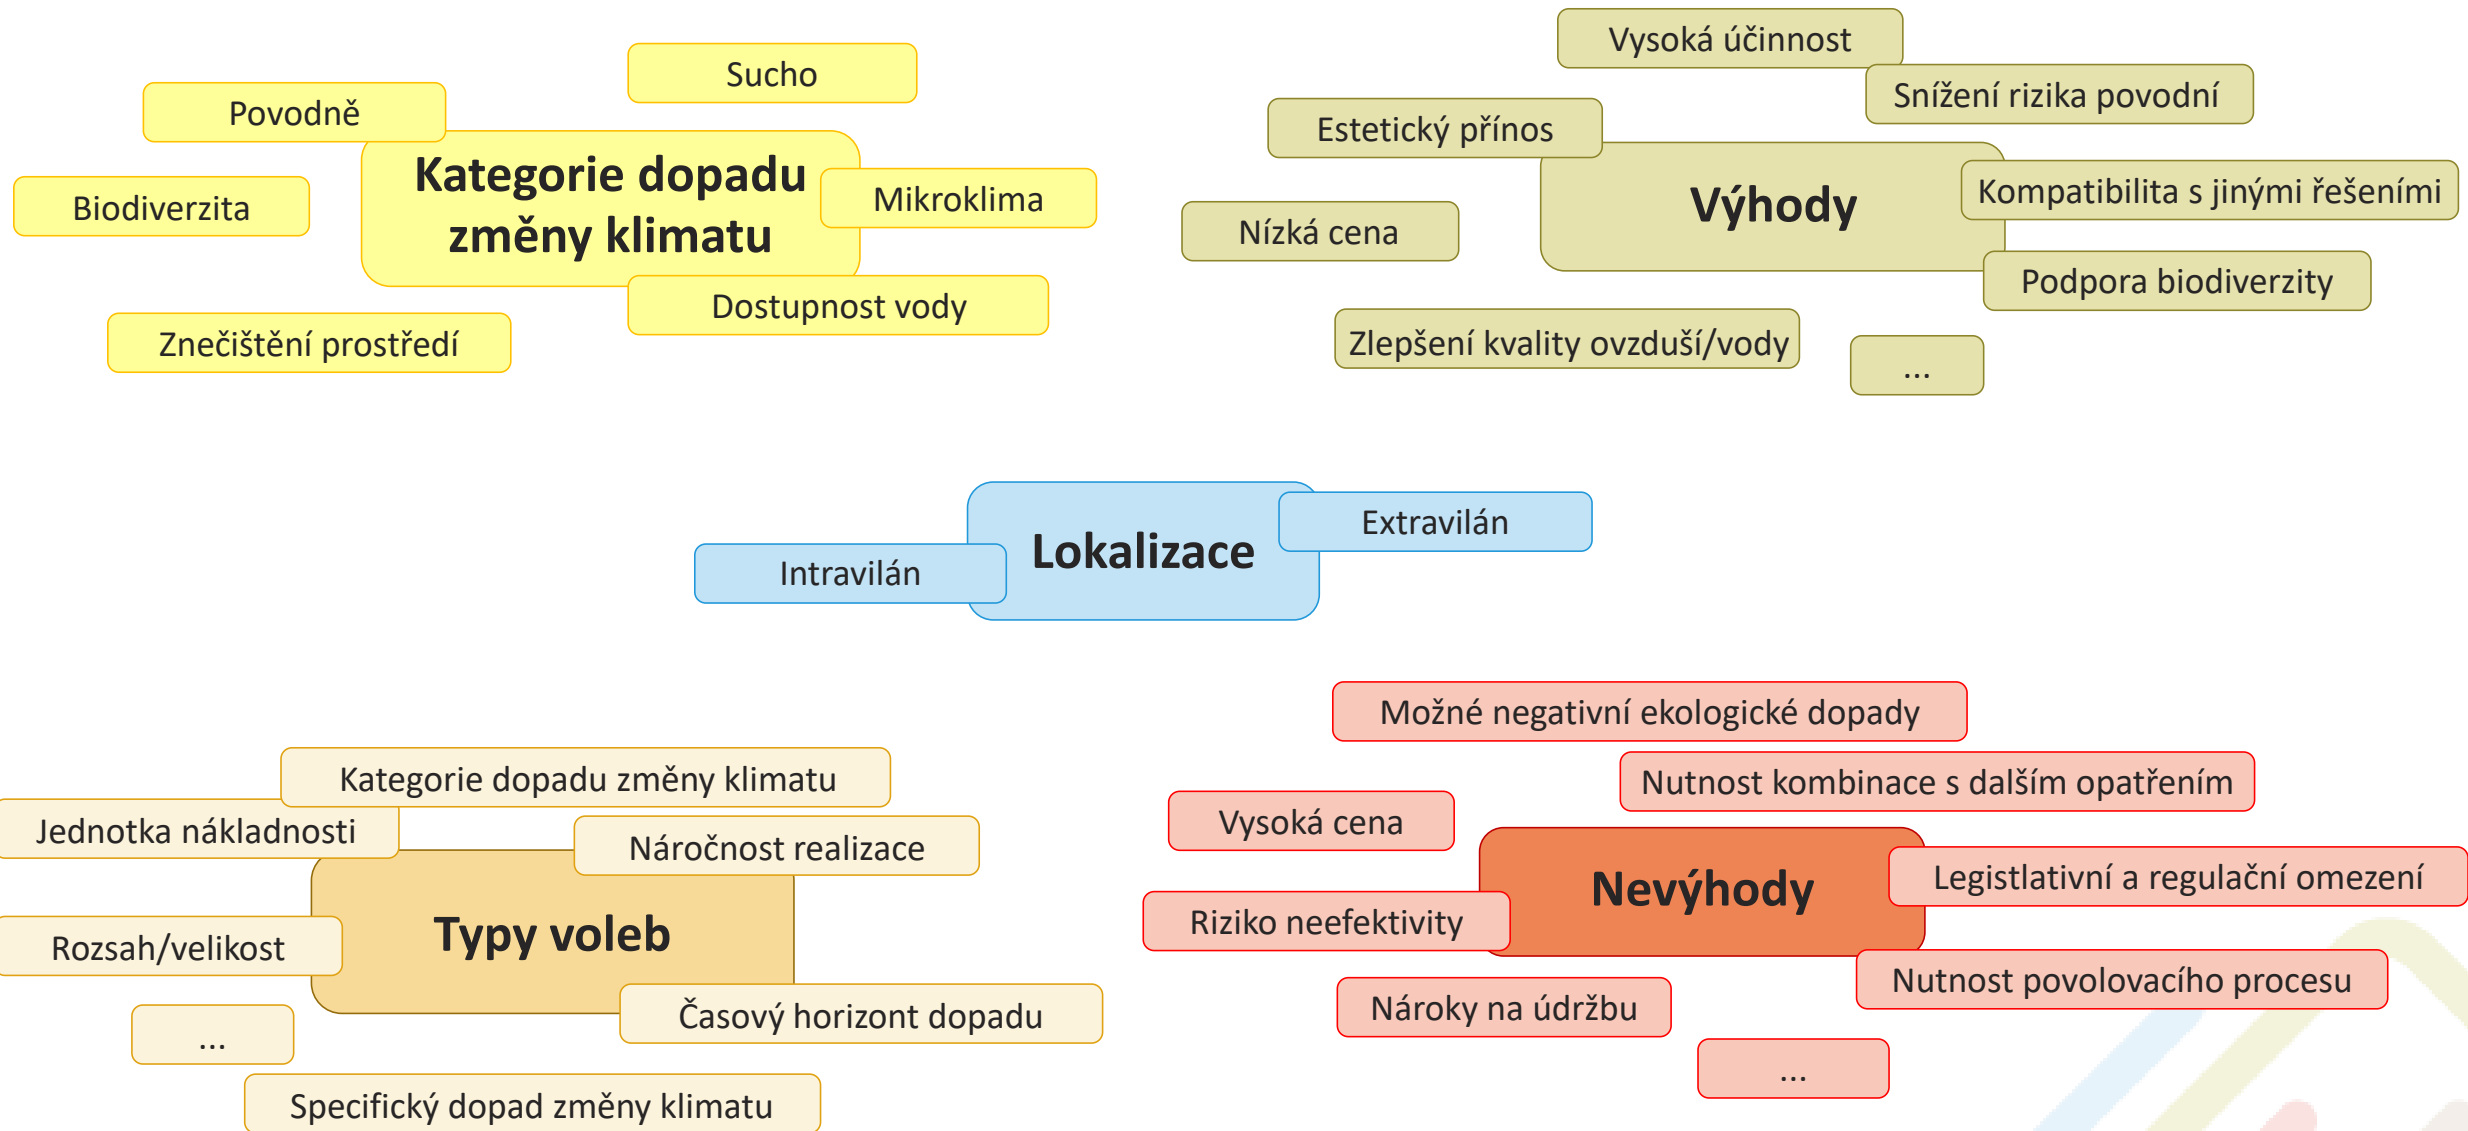 Sucho
Povodně
Kategorie dopadu
změny klimatu
Mikroklima
Biodiverzita
Dostupnost vody
Znečištění prostředí
Vysoká účinnost
Snížení rizika povodní
Estetický přínos
Výhody
Kompatibilita s jinými řešeními
Nízká cena
Podpora biodiverzity
Zlepšení kvality ovzduší/vody
...
Lokalizace
Extravilán
Intravilán
Kategorie dopadu změny klimatu
Jednotka nákladnosti
Náročnost realizace
Typy voleb
Rozsah/velikost
Časový horizont dopadu
...
Specifický dopad změny klimatu
Možné negativní ekologické dopady
Nutnost kombinace s dalším opatřením
Vysoká cena
Nevýhody
Legistlativní a regulační omezení
Riziko neefektivity
Nutnost povolovacího procesu
Nároky na údržbu
...